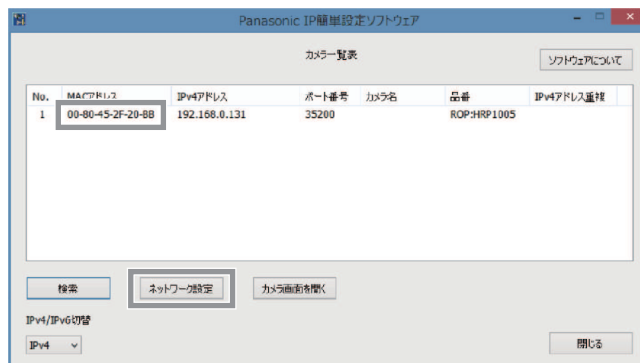 Panasonic IP簡単設定ソフトウェア
カメラ一覧表
ソフトウェアについて
No. MACアドレス IPv4アドレス ポート番号 カメラ名 品番 IPv4アドレス重複
1 00-80-45-2F-20-BB 192.168.0.131 35200 ROP:HRP1005
検索 ネットワーク設定 カメラ画面を開く
IPv4/IPv6切替
IPv4
閉じる